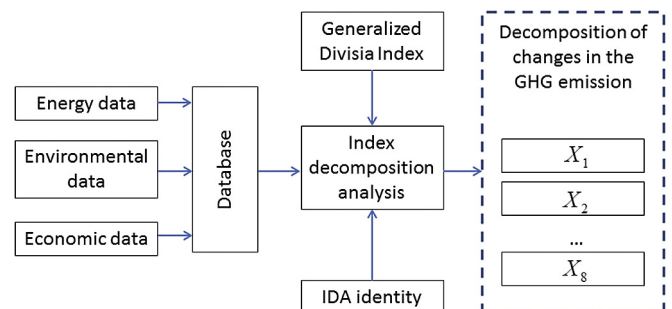 Energy data
Environmental
data
Economic data
Database
Generalized
Divisia Index
Index
decomposition
analysis
IDA identity
Decomposition of
changes in the
GHG emission
X₁
X₂
...
X₈